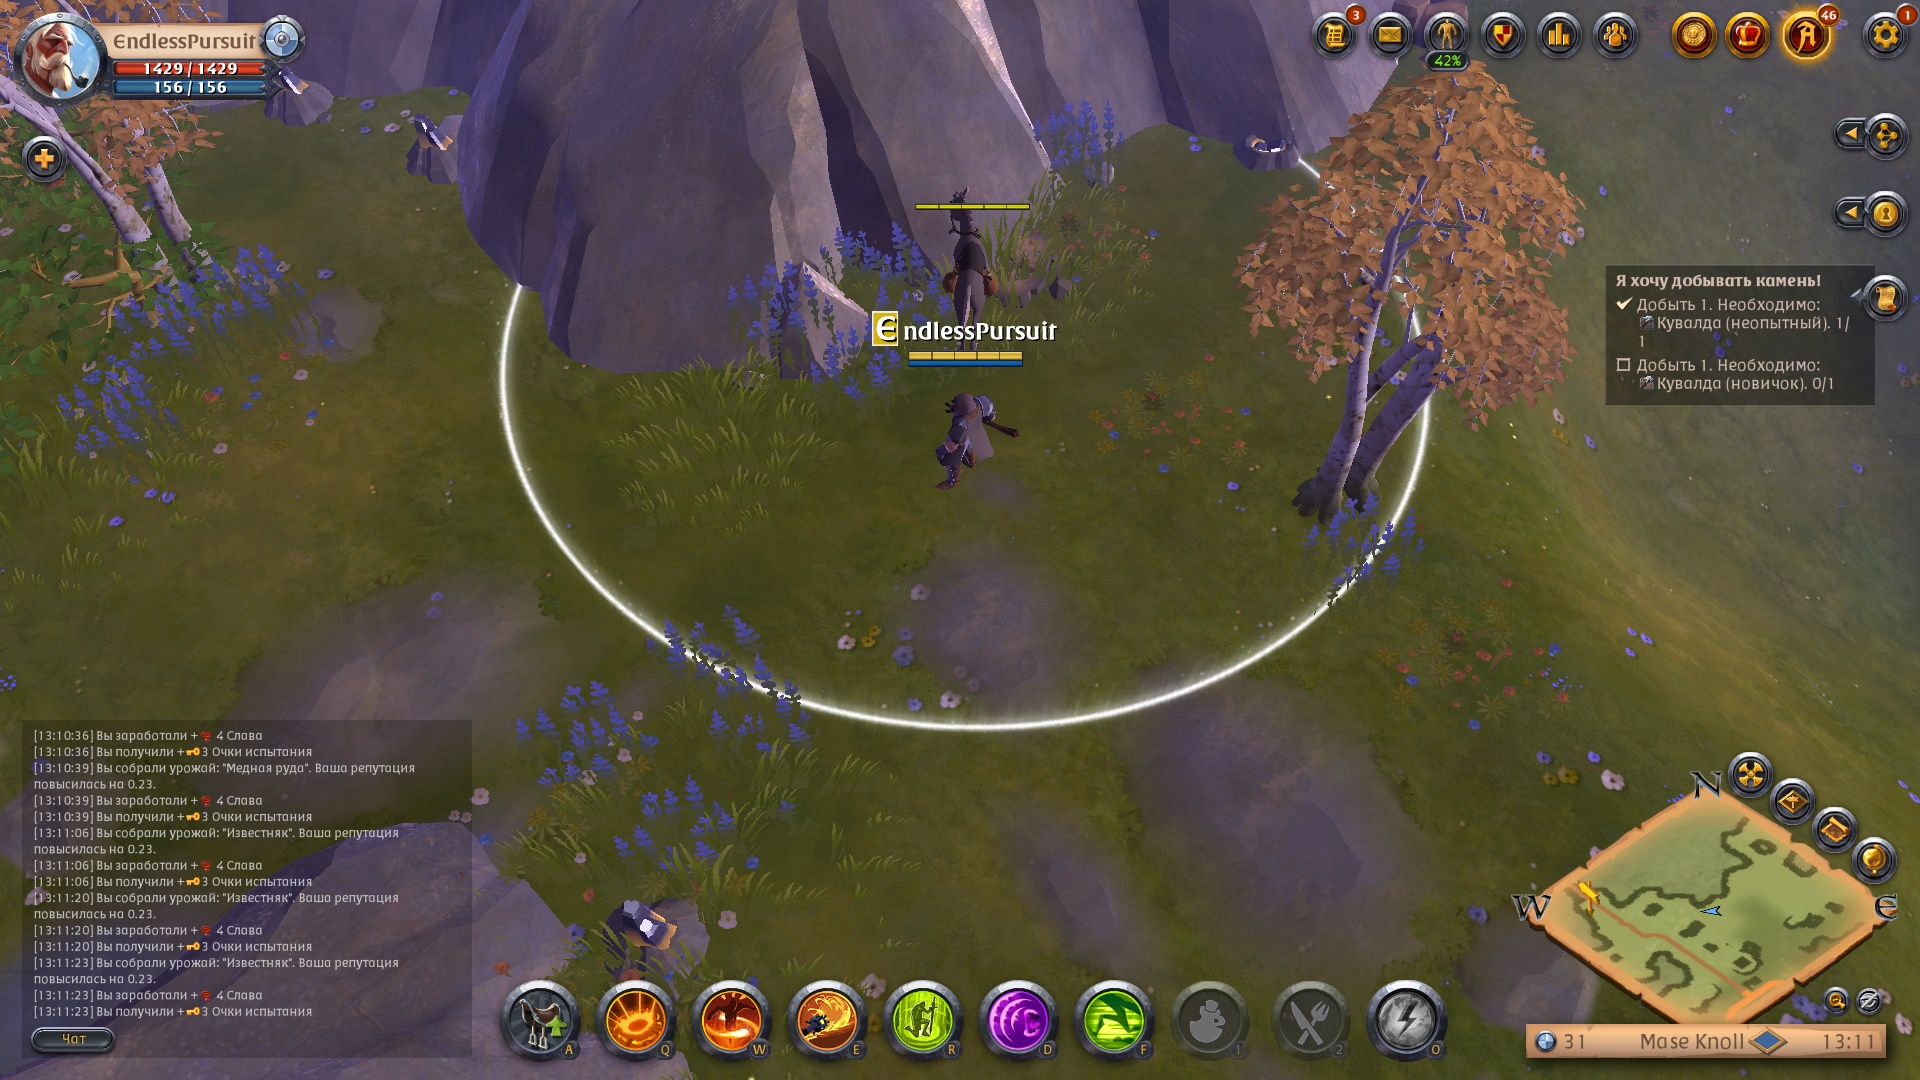 EndlessPursuit
1429 / 1429
156 / 156
3
42%
46
1
Я хочу добывать камень!
Добыть 1. Необходимо:
Кувалда (неопытный). 1/
1
Добыть 1. Необходимо:
Кувалда (новичок). 0/1
EndlessPursuit
[13:10:36] Вы заработали + 4 Слава
[13:10:36] Вы получили + 3 Очки испытания
[13:10:39] Вы собрали урожай: "Медная руда". Ваша репутация
повысилась на 0.23.
[13:10:39] Вы заработали + 4 Слава
[13:10:39] Вы получили + 3 Очки испытания
[13:11:06] Вы собрали урожай: "Известняк". Ваша репутация
повысилась на 0.23.
[13:11:06] Вы заработали + 4 Слава
[13:11:06] Вы получили + 3 Очки испытания
[13:11:20] Вы собрали урожай: "Известняк". Ваша репутация
повысилась на 0.23.
[13:11:20] Вы заработали + 4 Слава
[13:11:20] Вы получили + 3 Очки испытания
[13:11:23] Вы собрали урожай: "Известняк". Ваша репутация
повысилась на 0.23.
[13:11:23] Вы заработали + 4 Слава
[13:11:23] Вы получили + 3 Очки испытания
Чат
A Q W E R D F 1 2 O
N
W E
31 Mase Knoll 13:11